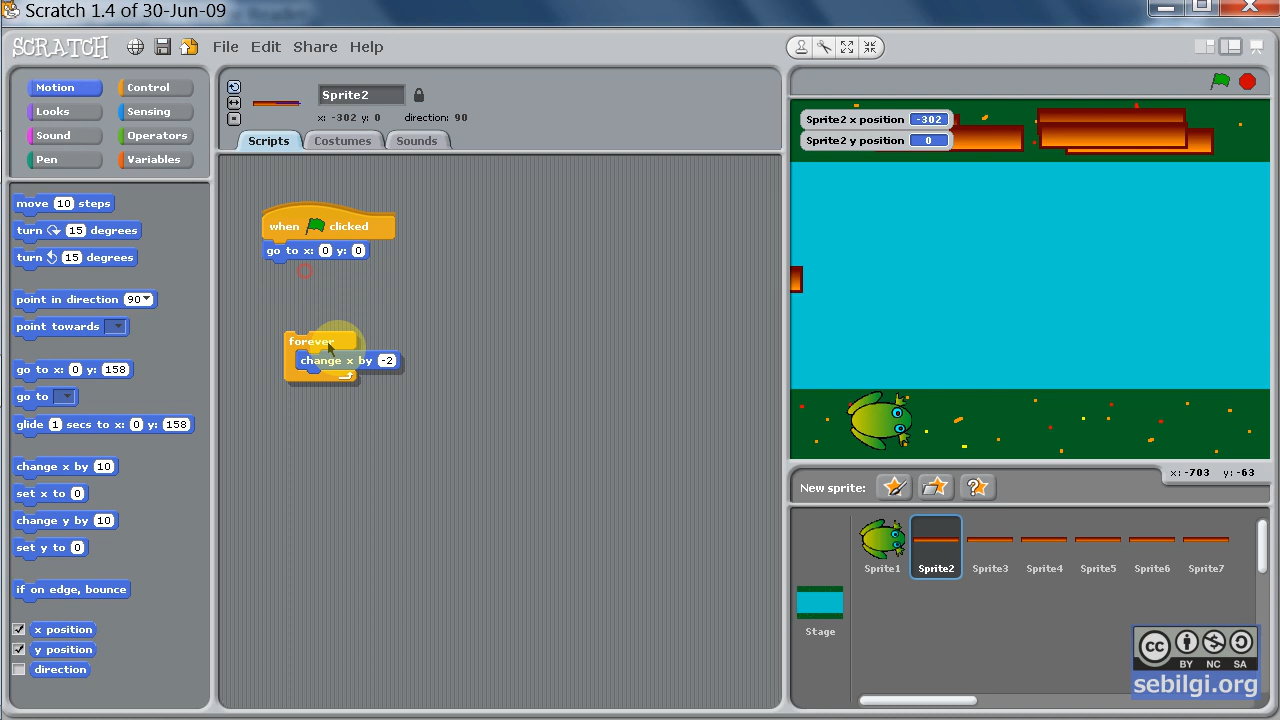 Scratch 1.4 of 30-Jun-09
SCRATCH File Edit Share Help
Motion Control
Looks Sensing
Sound Operators
Pen Variables
move 10 steps
turn 15 degrees
turn 15 degrees
point in direction 90
point towards
go to x: 0 y: 158
go to
glide 1 secs to x: 0 y: 158
change x by 10
set x to 0
change y by 10
set y to 0
if on edge, bounce
x position
y position
direction
Sprite2
x: -302 y: 0 direction: 90
Scripts Costumes Sounds
when clicked
go to x: 0 y: 0
forever
change x by -2
Sprite2 x position -302
Sprite2 y position 0
x: -703 y: -63
New sprite:
Sprite1 Sprite2 Sprite3 Sprite4 Sprite5 Sprite6 Sprite7
Stage
cc BY NC SA
sebilgi.org